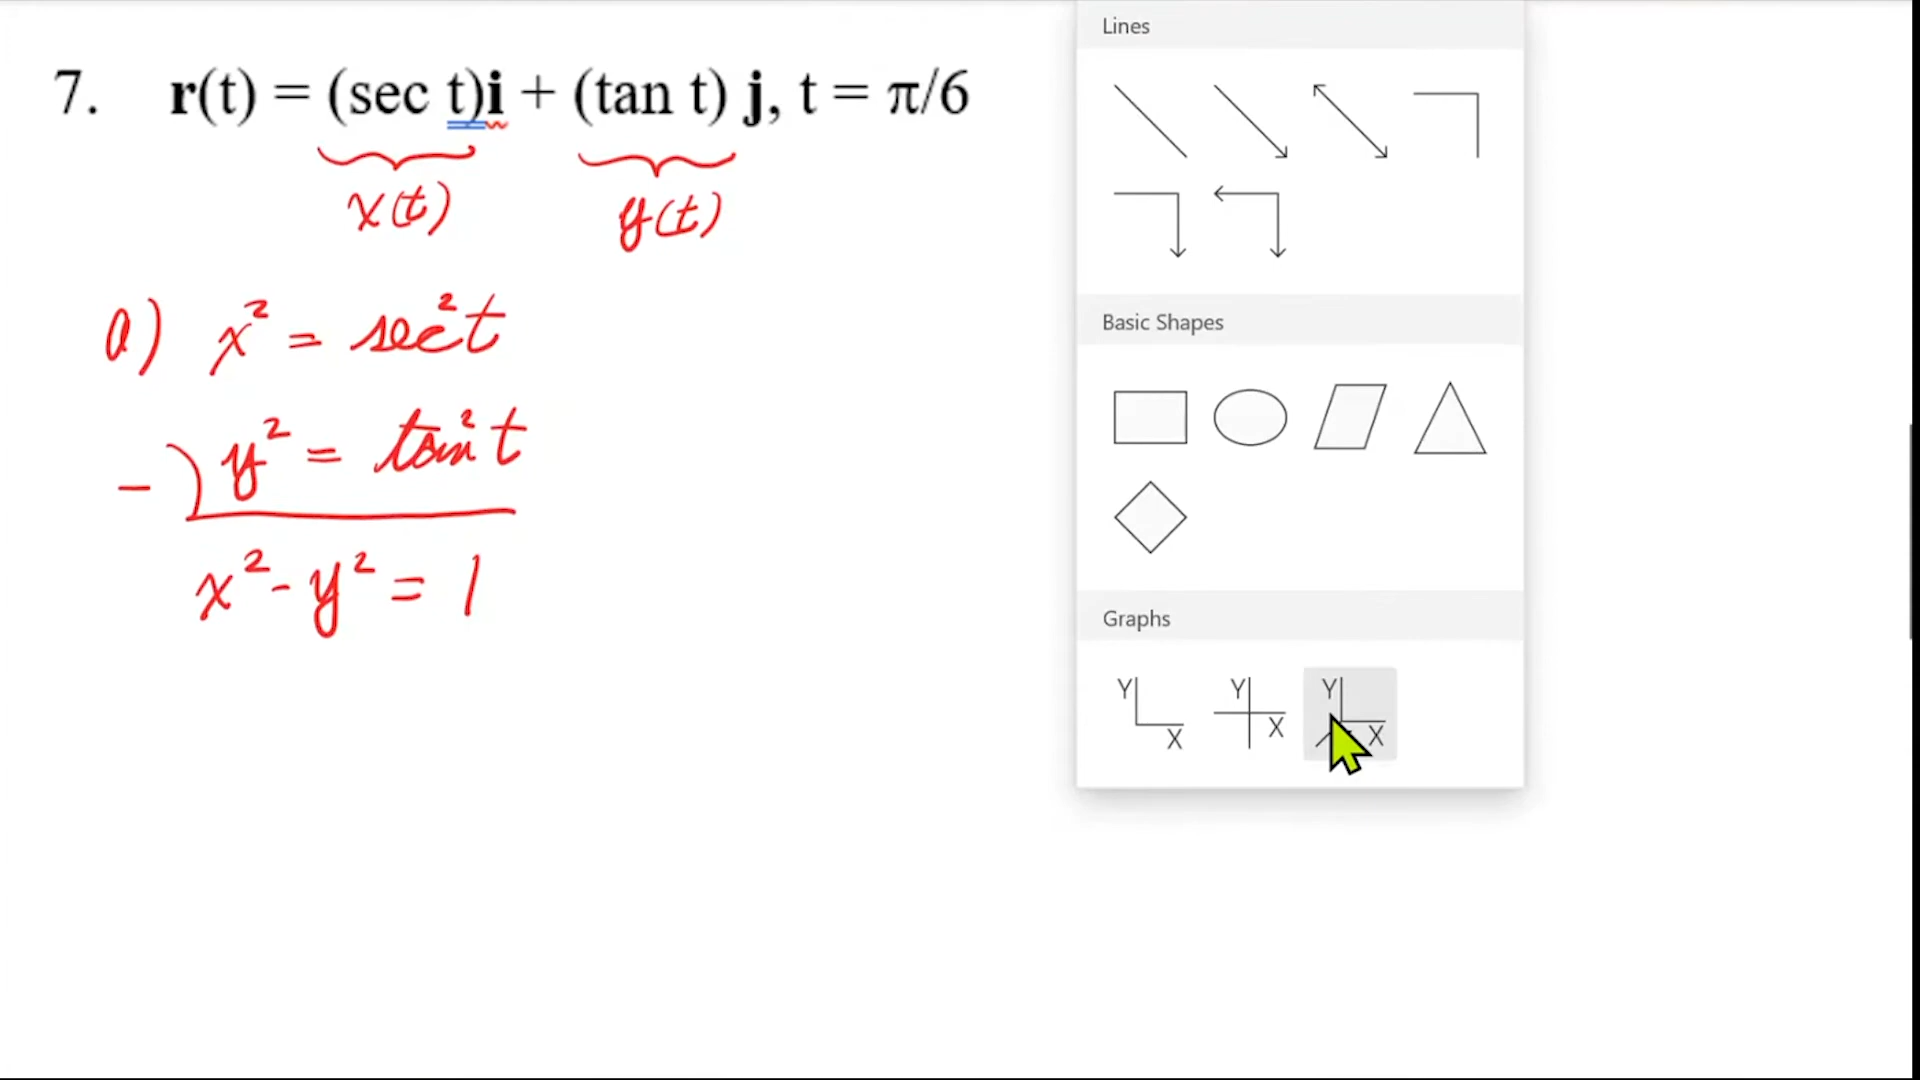 7. r(t) = (sec t)i + (tan t) j, t = π/6
x(t) y(t)
a) x² = sec²t
-) y² = tan²t
x² - y² = 1
Lines
Basic Shapes
Graphs
Y X Y X Y X